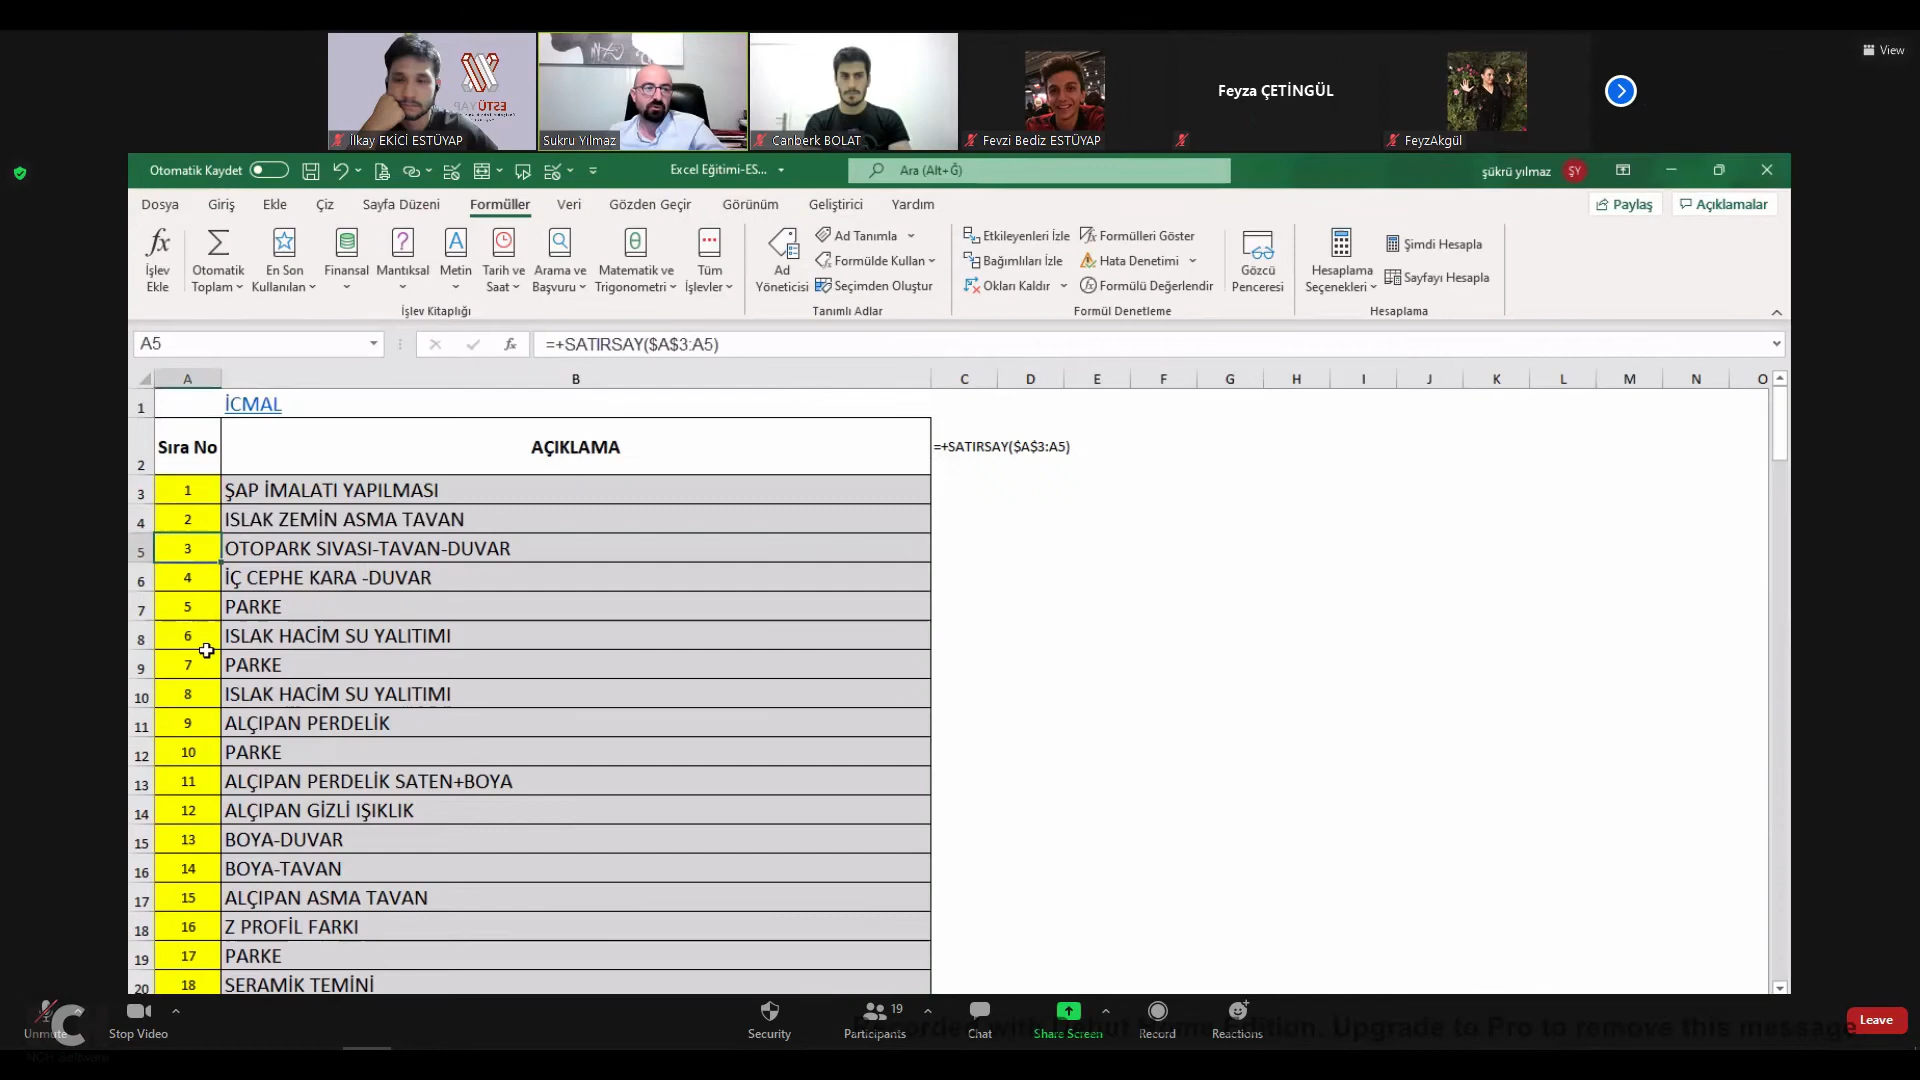 View
ESTÜYAP
İlkay EKİCİ ESTÜYAP
Sukru Yılmaz
Canberk BOLAT
Fevzi Bediz ESTÜYAP
Feyza ÇETİNGÜL
FeyzAkgül
Otomatik Kaydet
Excel Eğitimi-ES...
Ara (Alt+Ğ)
şükrü yılmaz
ŞY
Dosya
Giriş
Ekle
Çiz
Sayfa Düzeni
Formüller
Veri
Gözden Geçir
Görünüm
Geliştirici
Yardım
Paylaş
Açıklamalar
İşlev Ekle
Otomatik Toplam
En Son Kullanılan
Finansal
Mantıksal
Metin
Tarih ve Saat
Arama ve Başvuru
Matematik ve Trigonometri
Tüm İşlevler
İşlev Kitaplığı
Ad Yöneticisi
Ad Tanımla
Formülde Kullan
Seçimden Oluştur
Tanımlı Adlar
Etkileyenleri İzle
Bağımlıları İzle
Okları Kaldır
Formülleri Göster
Hata Denetimi
Formülü Değerlendir
Formül Denetleme
Gözcü Penceresi
Hesaplama Seçenekleri
Şimdi Hesapla
Sayfayı Hesapla
Hesaplama
A5
fx
=+SATIRSAY($A$3:A5)
A B C D E F G H I J K L M N O
1 İCMAL
2 Sıra No AÇIKLAMA =+SATIRSAY($A$3:A5)
3 1 ŞAP İMALATI YAPILMASI
4 2 ISLAK ZEMİN ASMA TAVAN
5 3 OTOPARK SIVASI-TAVAN-DUVAR
6 4 İÇ CEPHE KARA -DUVAR
7 5 PARKE
8 6 ISLAK HACİM SU YALITIMI
9 7 PARKE
10 8 ISLAK HACİM SU YALITIMI
11 9 ALÇIPAN PERDELİK
12 10 PARKE
13 11 ALÇIPAN PERDELİK SATEN+BOYA
14 12 ALÇIPAN GİZLİ IŞIKLIK
15 13 BOYA-DUVAR
16 14 BOYA-TAVAN
17 15 ALÇIPAN ASMA TAVAN
18 16 Z PROFİL FARKI
19 17 PARKE
20 18 SERAMİK TEMİNİ
Unmute
Stop Video
Security
Participants 19
Chat
Share Screen
Record
Reactions
Leave
Recorded with Debut Home Edition. Upgrade to Pro to remove this message
NCH Software